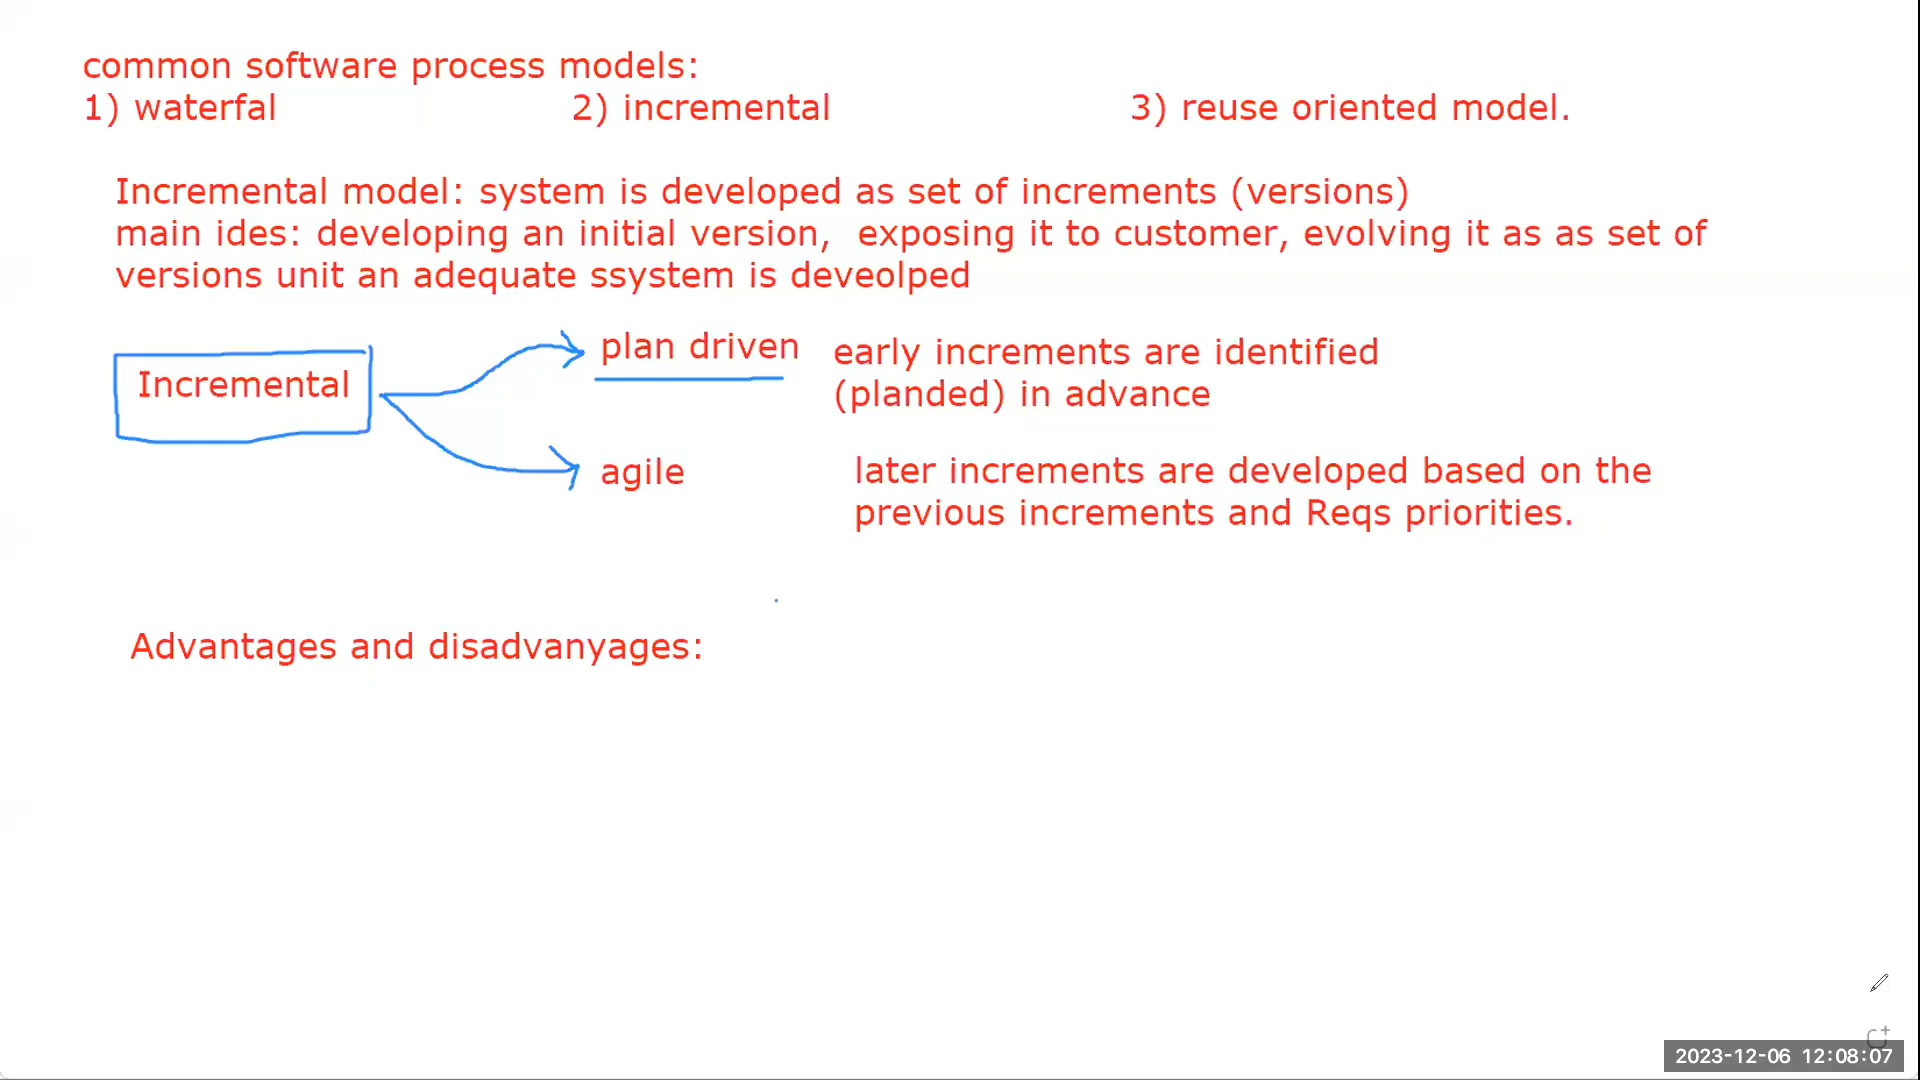 common software process models:
1) waterfal 2) incremental 3) reuse oriented model.
Incremental model: system is developed as set of increments (versions)
main ides: developing an initial version, exposing it to customer, evolving it as as set of
versions unit an adequate ssystem is deveolped
Incremental
plan driven
early increments are identified
(planded) in advance
agile
later increments are developed based on the
previous increments and Reqs priorities.
Advantages and disadvanyages:
2023-12-06 12:08:07